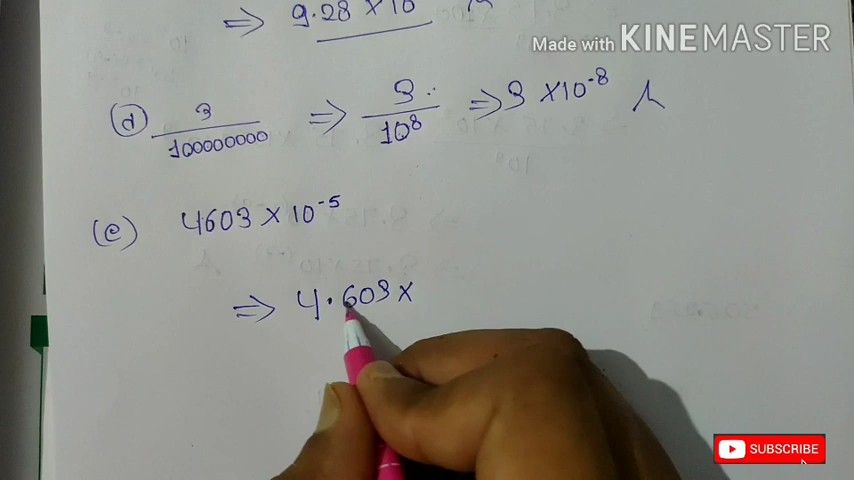 ⇒ 9.28 × 10
Made with KINEMASTER
(d) 3/100000000 ⇒ 3/10⁸ ⇒ 3 × 10⁻⁸
(e) 4603 × 10⁻⁵
⇒ 4.603 ×
SUBSCRIBE